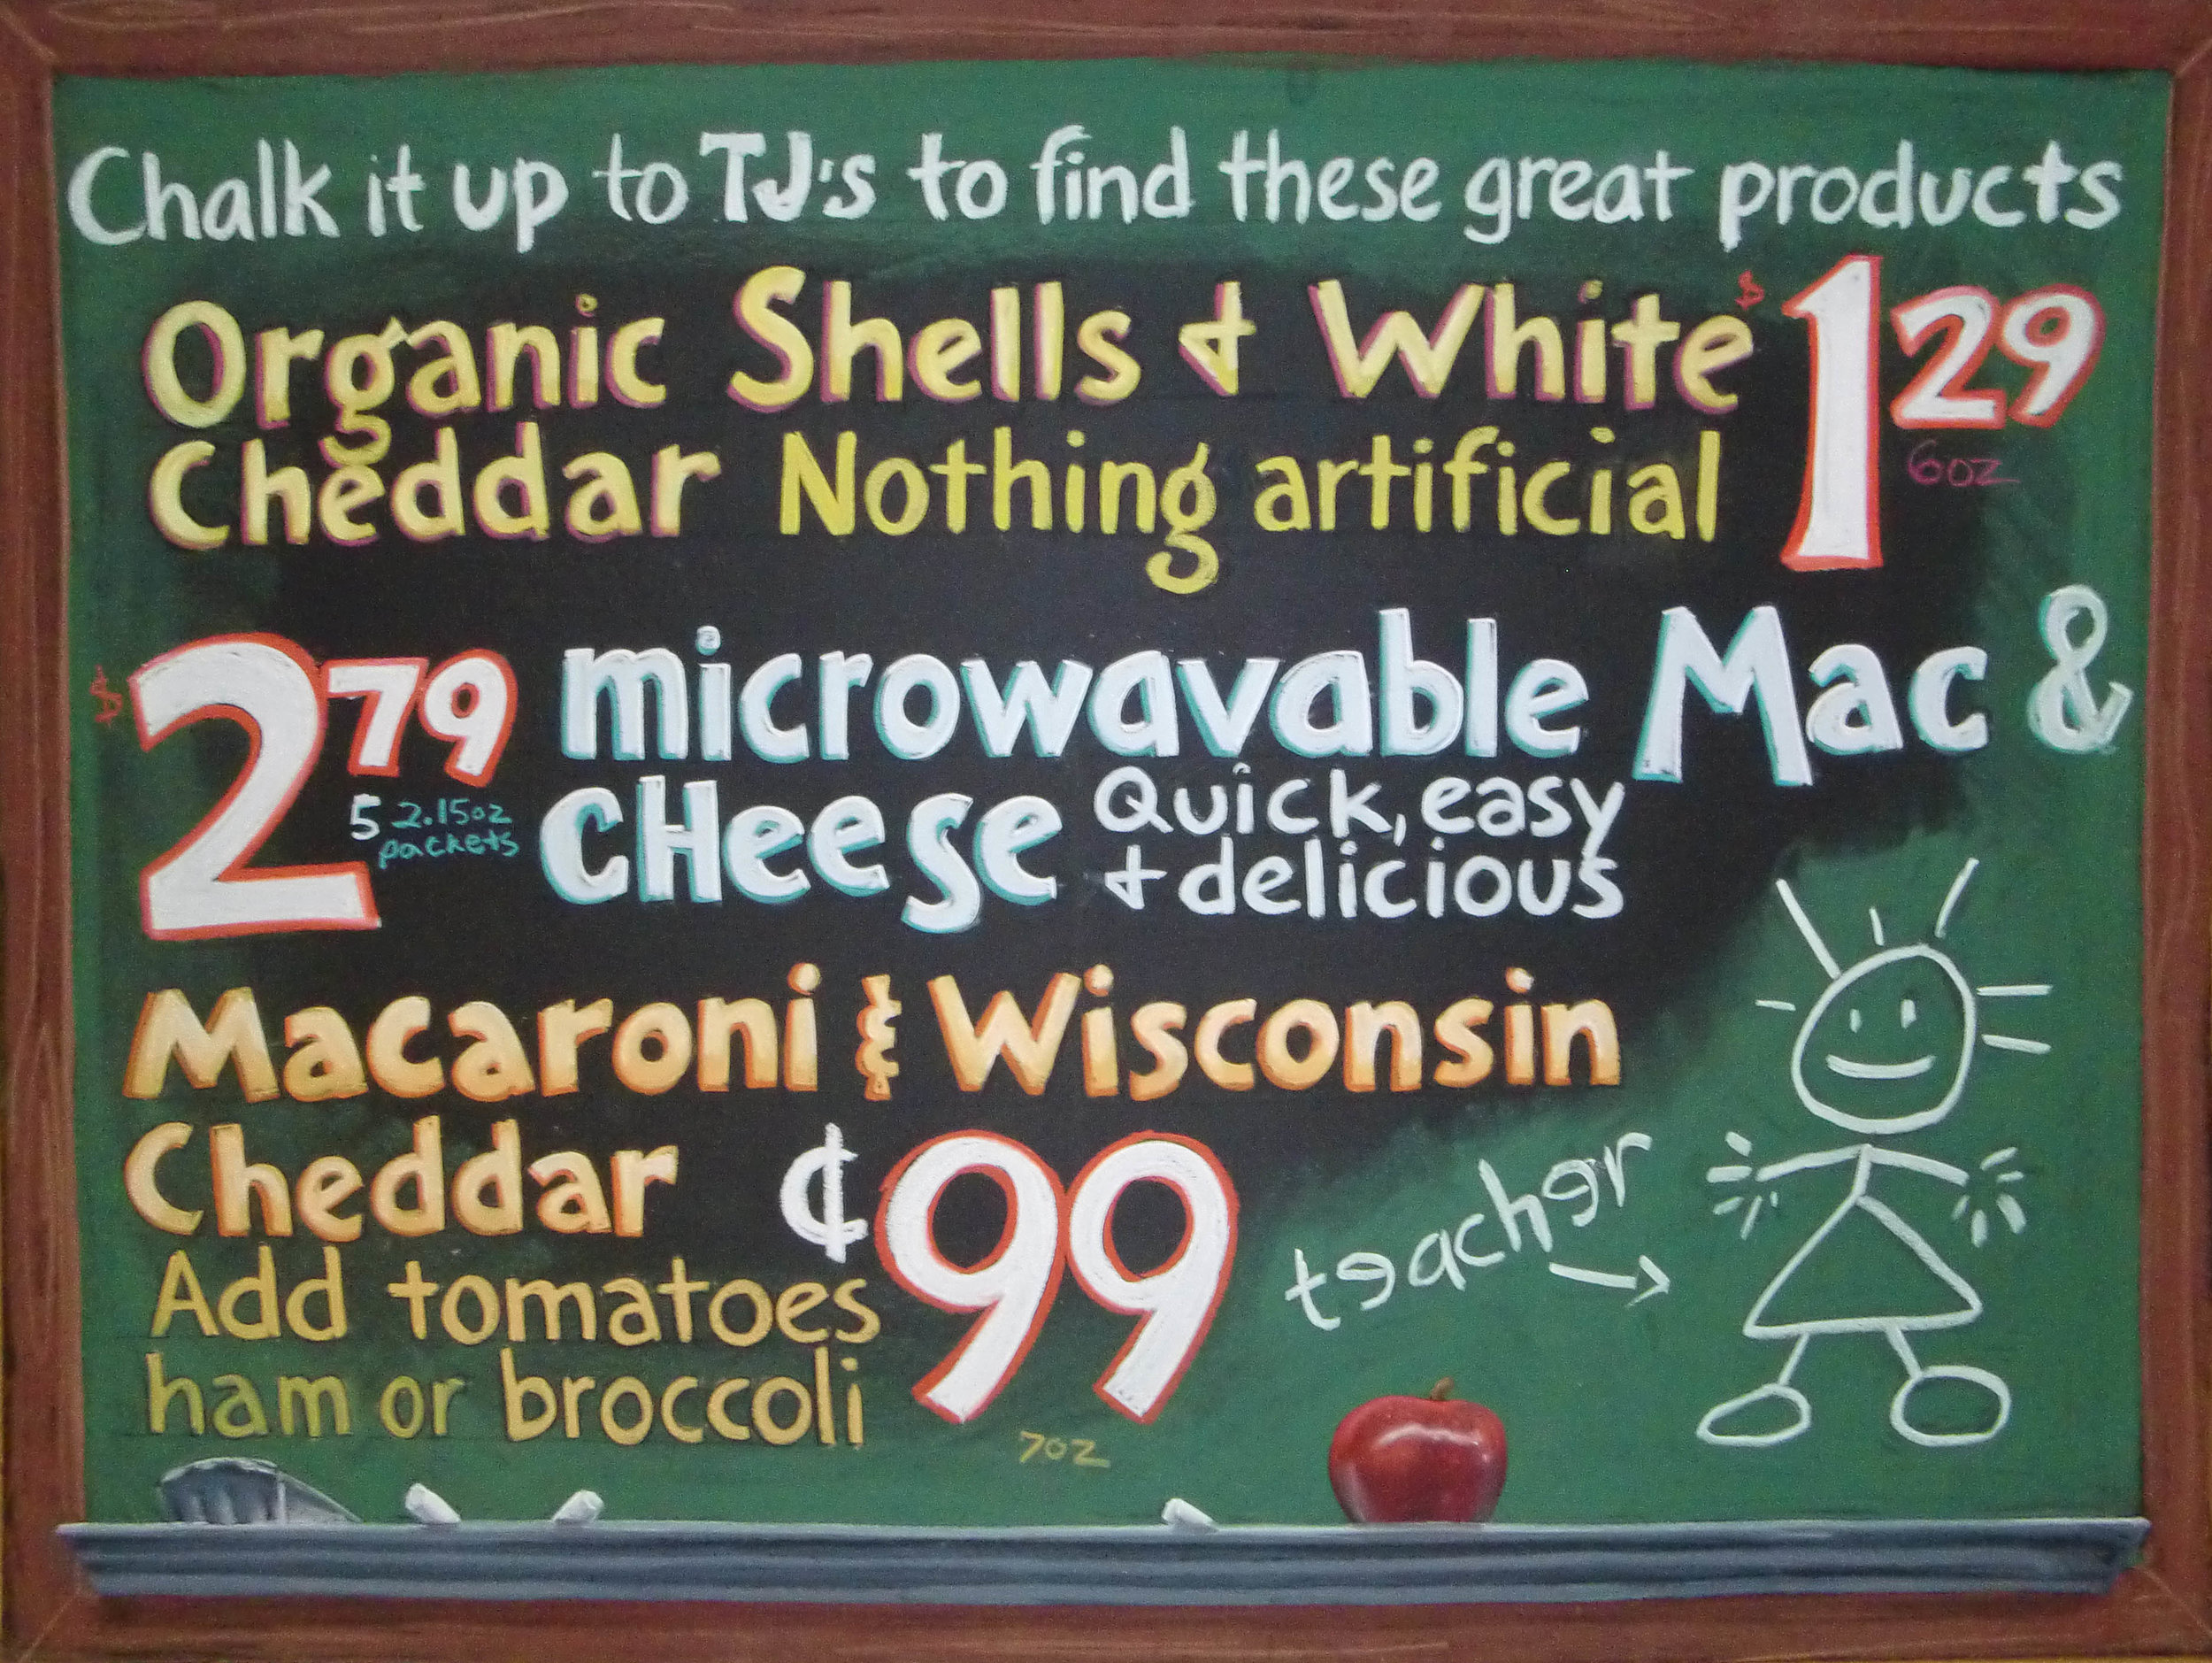 Chalk it up to TJ's to find these great products
Organic Shells & White $1 29
Cheddar Nothing artificial 6oz
$2 79 microwavable Mac &
5 2.15oz packets
CHeese Quick, easy
& delicious
Macaroni & Wisconsin
Cheddar ¢99
Add tomatoes
ham or broccoli
7oz
teacher →